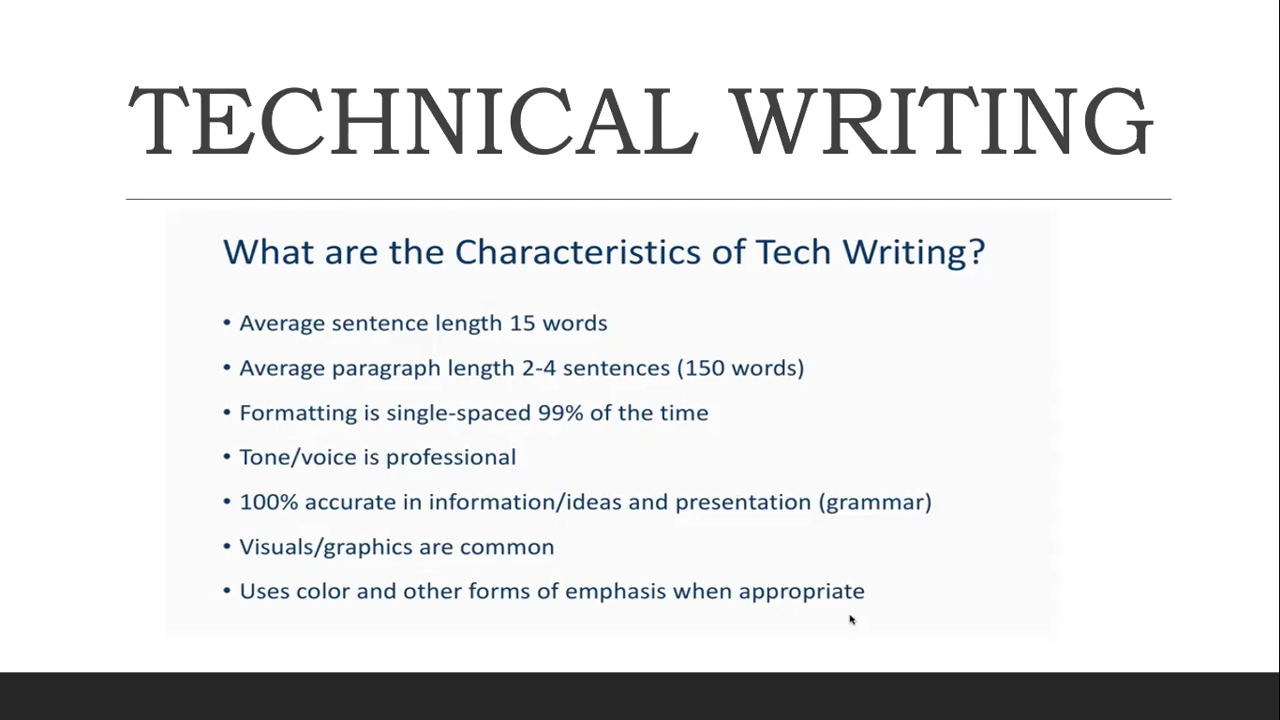 TECHNICAL WRITING
What are the Characteristics of Tech Writing?
• Average sentence length 15 words
• Average paragraph length 2-4 sentences (150 words)
• Formatting is single-spaced 99% of the time
• Tone/voice is professional
• 100% accurate in information/ideas and presentation (grammar)
• Visuals/graphics are common
• Uses color and other forms of emphasis when appropriate